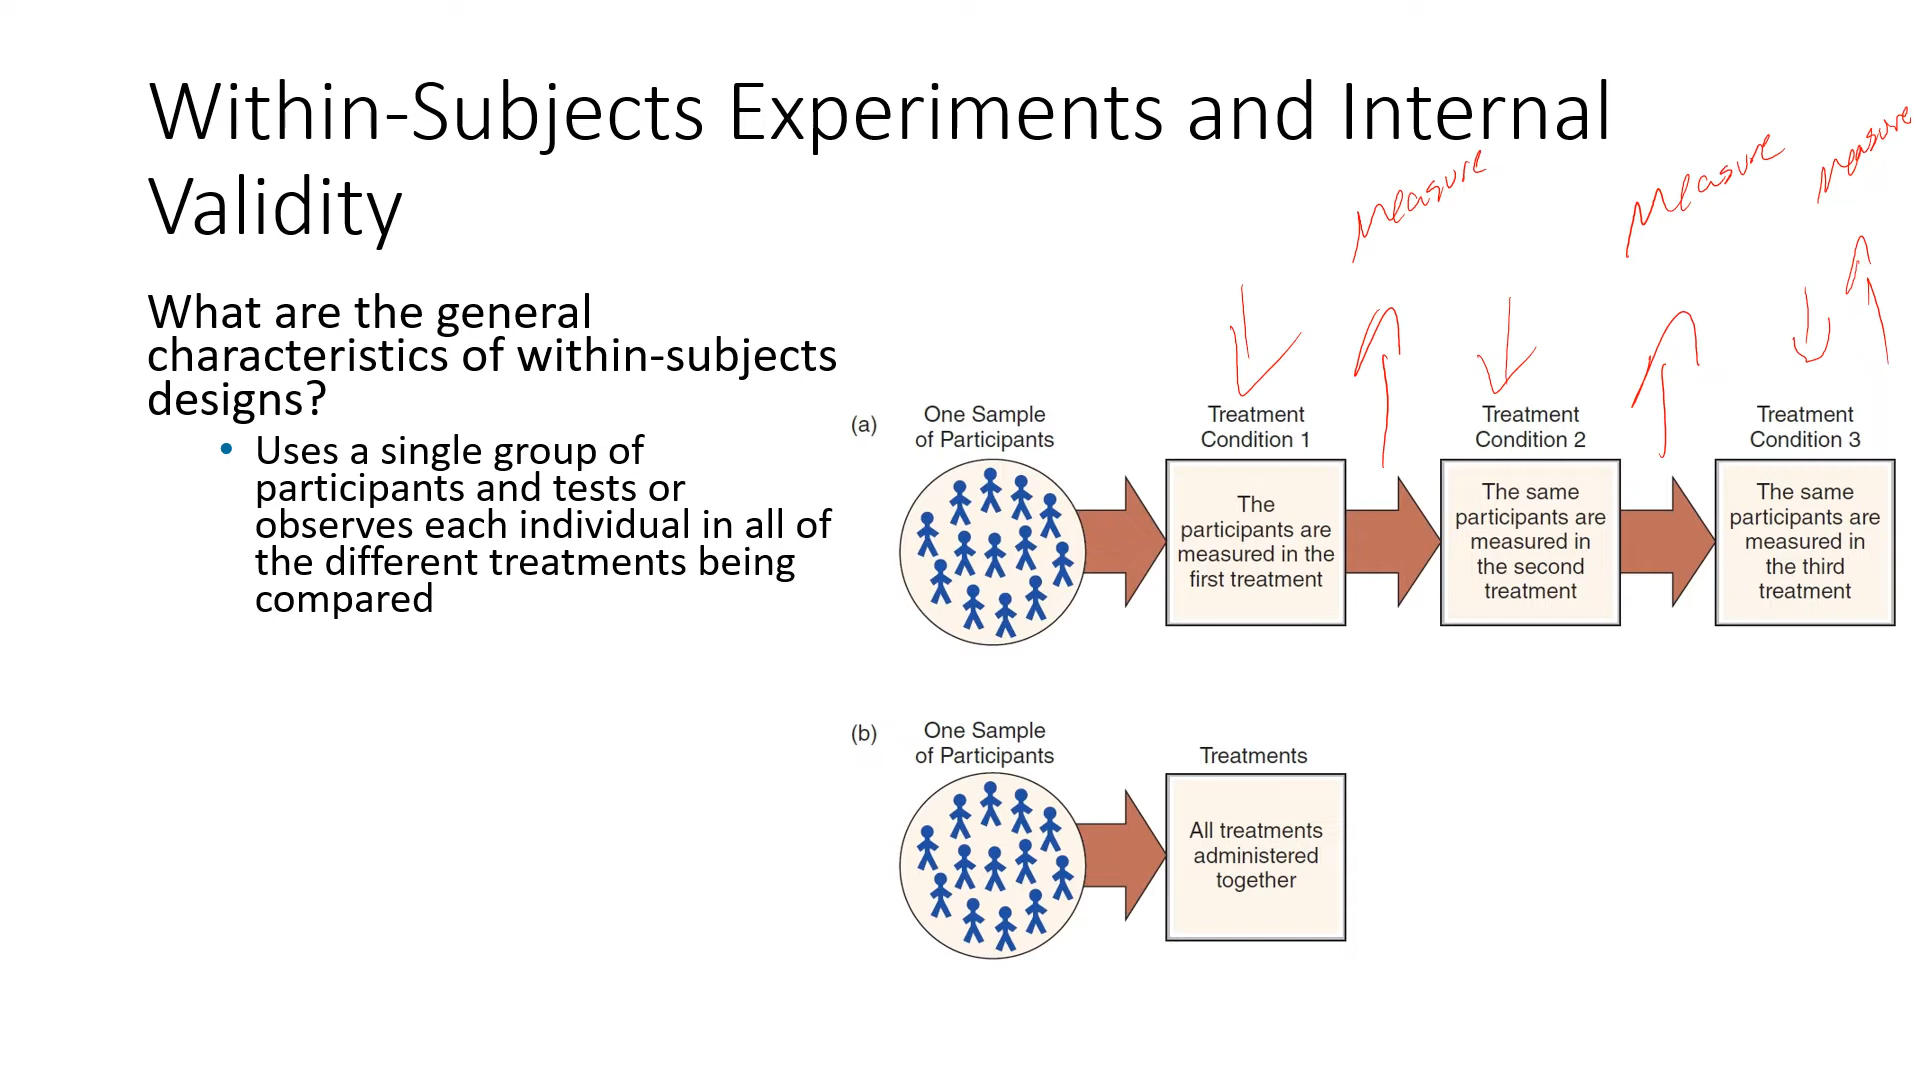 Within-Subjects Experiments and Internal
Validity
measure
measure
measure
What are the general
characteristics of within-subjects
designs?
• Uses a single group of
participants and tests or
observes each individual in all of
the different treatments being
compared
(a)
One Sample
of Participants
Treatment
Condition 1
The
participants are
measured in the
first treatment
Treatment
Condition 2
The same
participants are
measured in
the second
treatment
Treatment
Condition 3
The same
participants are
measured in
the third
treatment
(b)
One Sample
of Participants
Treatments
All treatments
administered
together